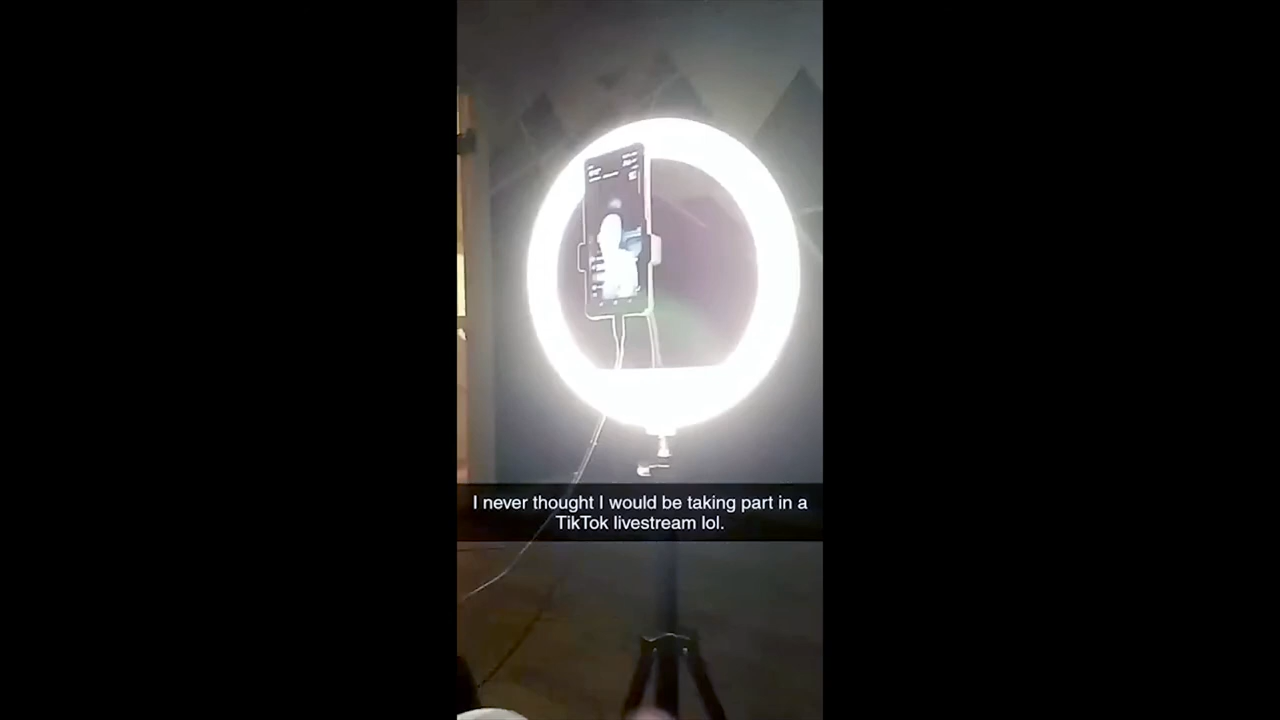 I never thought I would be taking part in a
TikTok livestream lol.